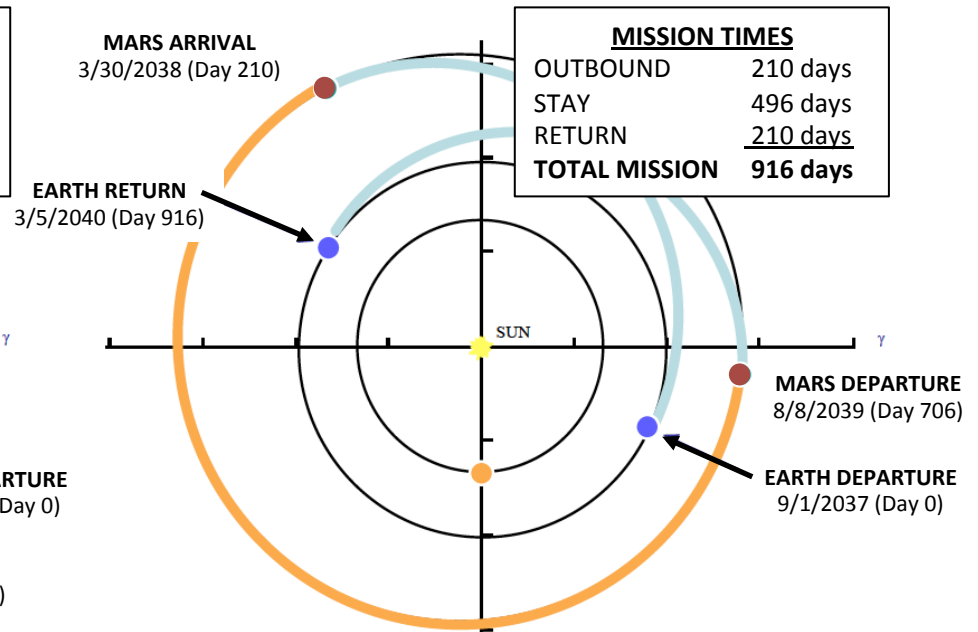 MARS ARRIVAL
3/30/2038 (Day 210)
MISSION TIMES
OUTBOUND 210 days
STAY 496 days
RETURN 210 days
TOTAL MISSION 916 days
EARTH RETURN
3/5/2040 (Day 916)
SUN
γ
γ
MARS DEPARTURE
8/8/2039 (Day 706)
EARTH DEPARTURE
9/1/2037 (Day 0)
RTURE
Day 0)
)